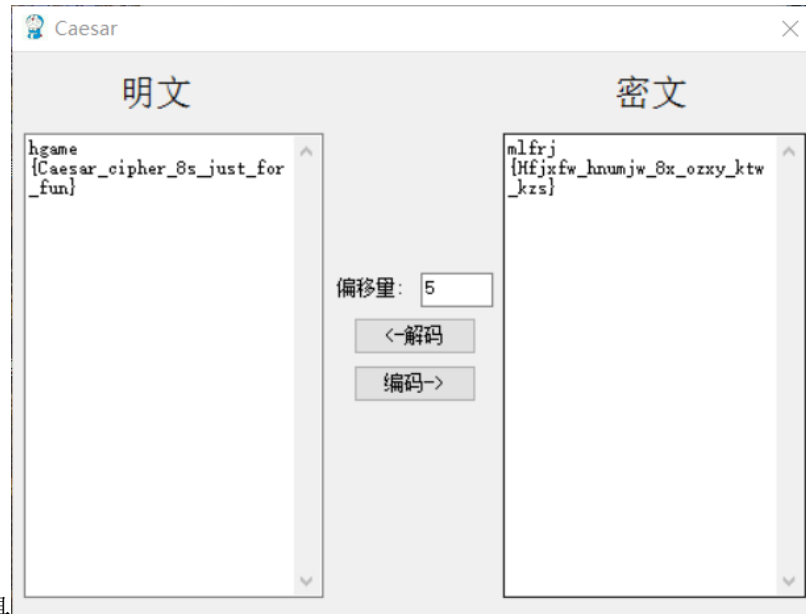 Caesar
明文
密文
hgame
{Caesar_cipher_8s_just_for
_fun}
mlfrj
{Hfjxfw_hnumjw_8x_ozxy_ktw
_kzs}
偏移量: 5
<-解码
编码->